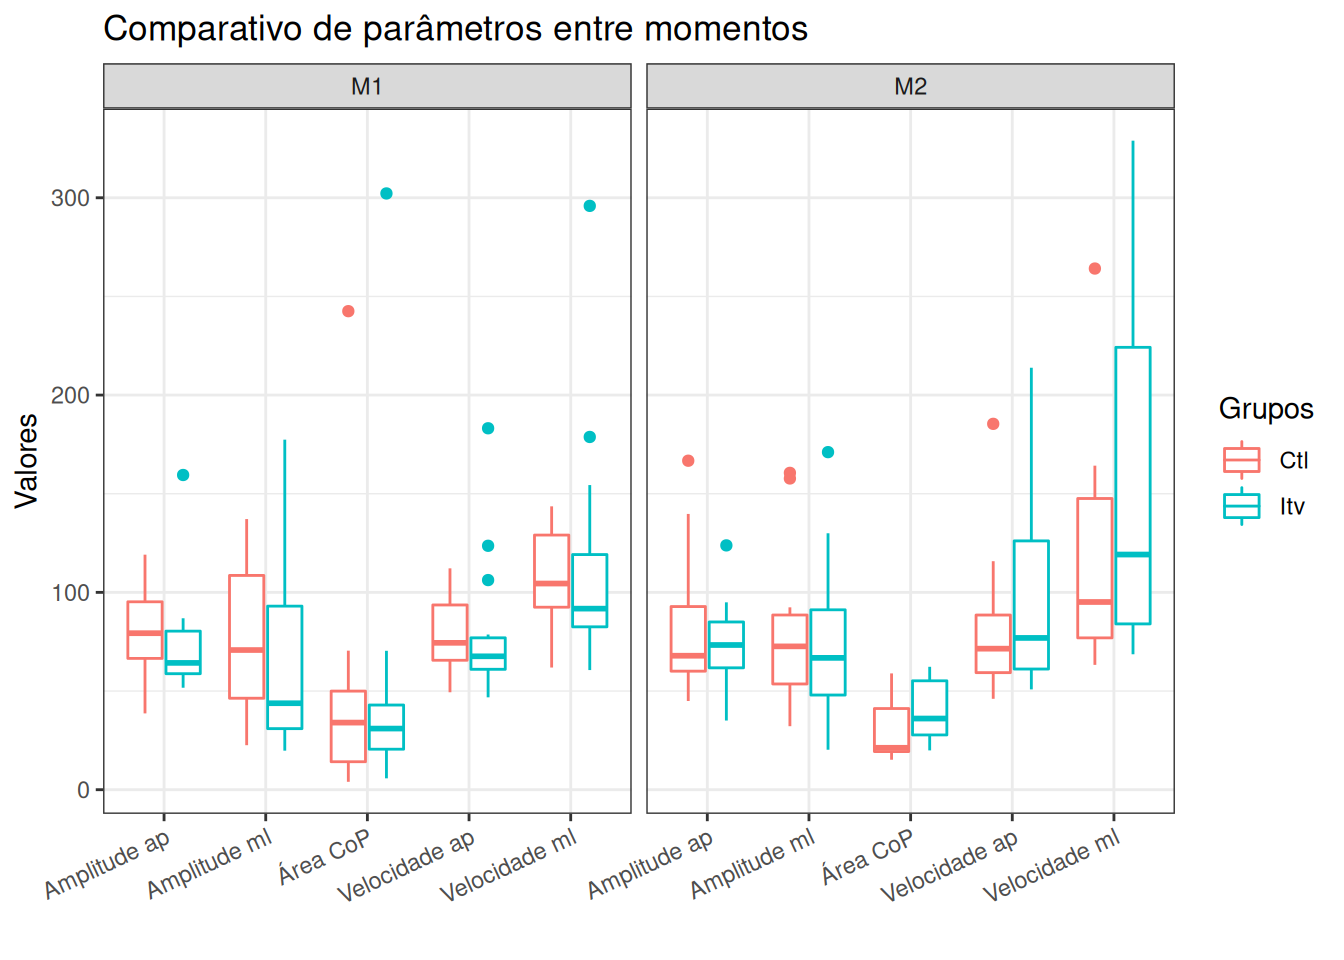 Comparativo de parâmetros entre momentos
M1
M2
Valores
300
200
100
0
Amplitude ap
Amplitude ml
Área CoP
Velocidade ap
Velocidade ml
Amplitude ap
Amplitude ml
Área CoP
Velocidade ap
Velocidade ml
Grupos
Ctl
Itv